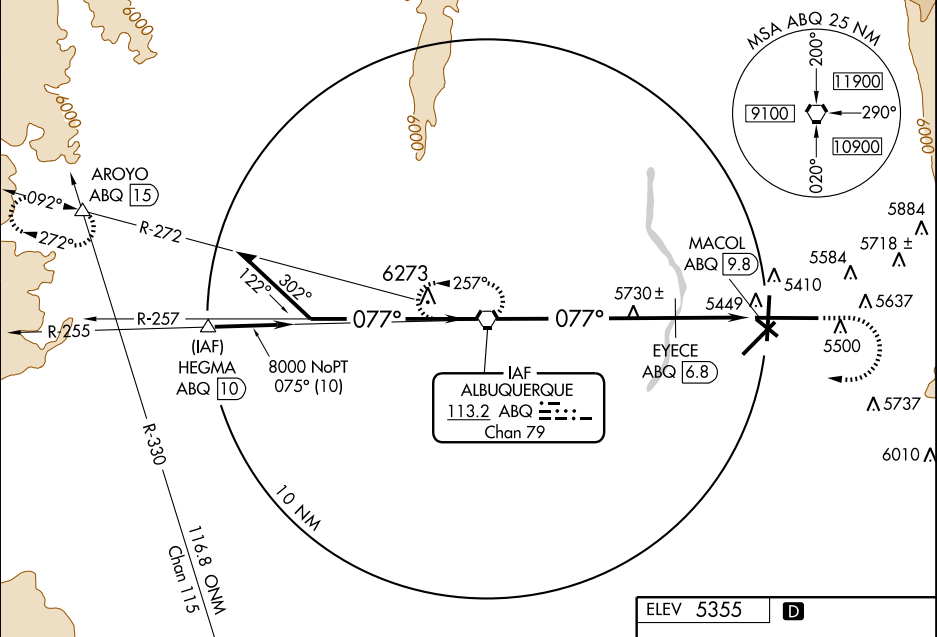 6000
6000
6000
6000
MSA ABQ 25 NM
200°
11900
9100
290°
10900
020°
AROYO
ABQ 15
092°
272°
R-272
122°
302°
6273
257°
5884
5718 ±
MACOL
ABQ 9.8
5584
5410
5730 ±
5449
5637
R-257
077°
077°
R-255
(IAF)
HEGMA
ABQ 10
8000 NoPT
075° (10)
EYECE
ABQ 6.8
5500
IAF
ALBUQUERQUE
113.2 ABQ
Chan 79
5737
R-330
6010
10 NM
116.8 ONM
Chan 115
ELEV 5355
D